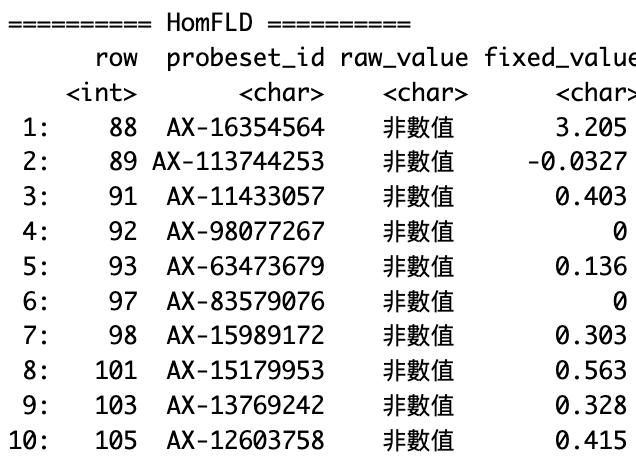 ========== HomFLD ==========
row probeset_id raw_value fixed_value
<int> <char> <char> <char>
1: 88 AX-16354564 非數值 3.205
2: 89 AX-113744253 非數值 -0.0327
3: 91 AX-11433057 非數值 0.403
4: 92 AX-98077267 非數值 0
5: 93 AX-63473679 非數值 0.136
6: 97 AX-83579076 非數值 0
7: 98 AX-15989172 非數值 0.303
8: 101 AX-15179953 非數值 0.563
9: 103 AX-13769242 非數值 0.328
10: 105 AX-12603758 非數值 0.415